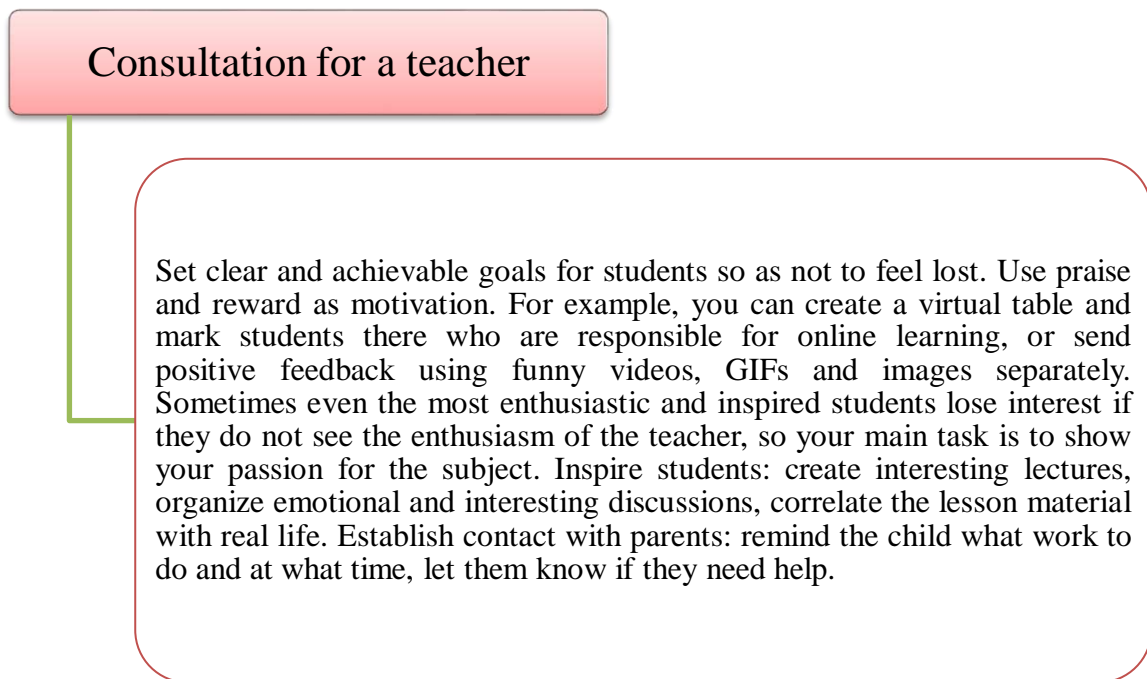 Consultation for a teacher
Set clear and achievable goals for students so as not to feel lost. Use praise
and reward as motivation. For example, you can create a virtual table and
mark students there who are responsible for online learning, or send
positive feedback using funny videos, GIFs and images separately.
Sometimes even the most enthusiastic and inspired students lose interest if
they do not see the enthusiasm of the teacher, so your main task is to show
your passion for the subject. Inspire students: create interesting lectures,
organize emotional and interesting discussions, correlate the lesson material
with real life. Establish contact with parents: remind the child what work to
do and at what time, let them know if they need help.